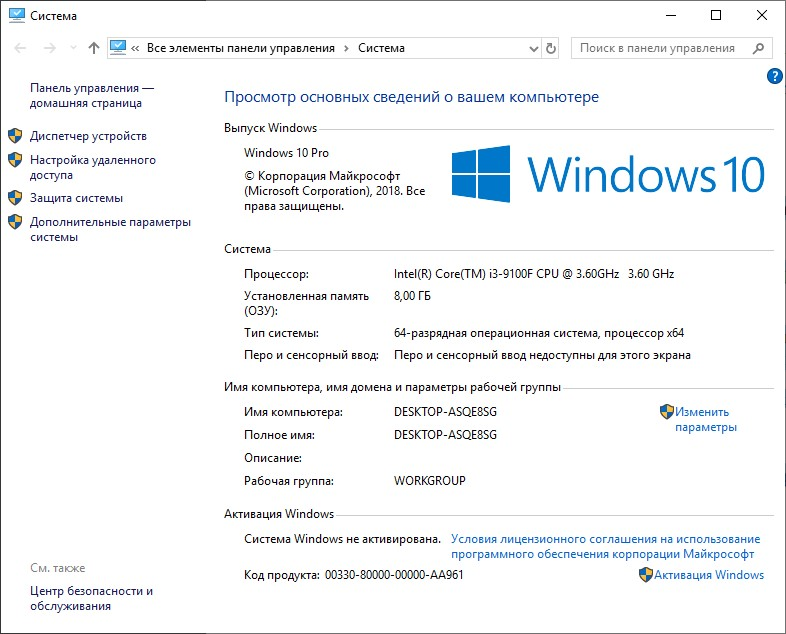 Система
« Все элементы панели управления › Система
Поиск в панели управления
?
Панель управления —
домашняя страница
Диспетчер устройств
Настройка удаленного
доступа
Защита системы
Дополнительные параметры
системы
См. также
Центр безопасности и
обслуживания
Просмотр основных сведений о вашем компьютере
Выпуск Windows
Windows 10 Pro
© Корпорация Майкрософт
(Microsoft Corporation), 2018. Все
права защищены.
Windows 10
Система
Процессор: Intel(R) Core(TM) i3-9100F CPU @ 3.60GHz 3.60 GHz
Установленная память 8,00 ГБ
(ОЗУ):
Тип системы: 64-разрядная операционная система, процессор x64
Перо и сенсорный ввод: Перо и сенсорный ввод недоступны для этого экрана
Имя компьютера, имя домена и параметры рабочей группы
Имя компьютера: DESKTOP-ASQE8SG
Изменить
параметры
Полное имя: DESKTOP-ASQE8SG
Описание:
Рабочая группа: WORKGROUP
Активация Windows
Система Windows не активирована. Условия лицензионного соглашения на использование
программного обеспечения корпорации Майкрософт
Код продукта: 00330-80000-00000-AA961
Активация Windows